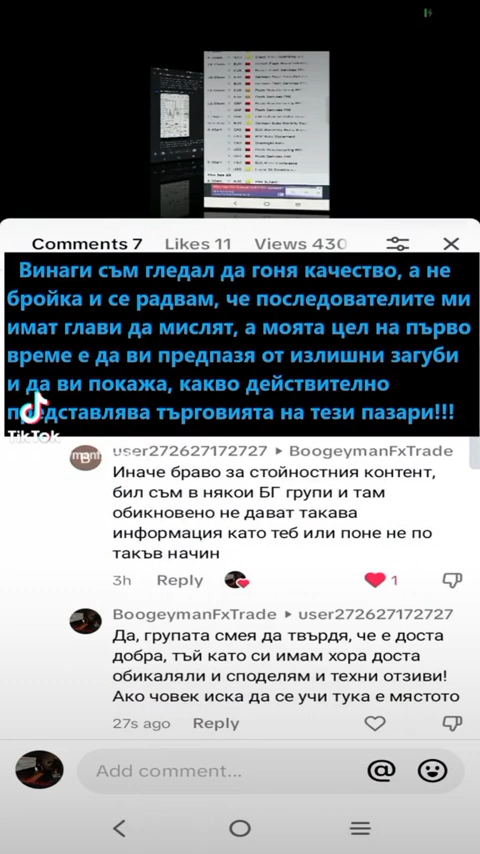 Comments 7 Likes 11 Views 430
Винаги съм гледал да гоня качество, а не
бройка и се радвам, че последователите ми
имат глави да мислят, а моята цел на първо
време е да ви предпазя от излишни загуби
и да ви покажа, какво действително
представлява търговията на тези пазари!!!
TikTok
user272627172727 BoogeymanFxTrade
Иначе браво за стойностния контент,
бил съм в някои БГ групи и там
обикновено не дават такава
информация като теб или поне не по
такъв начин
3h Reply 1
BoogeymanFxTrade user272627172727
Да, групата смея да твърдя, че е доста
добра, тъй като си имам хора доста
обикаляли и споделям и техни отзиви!
Ако човек иска да се учи тука е мястото
27s ago Reply
Add comment...